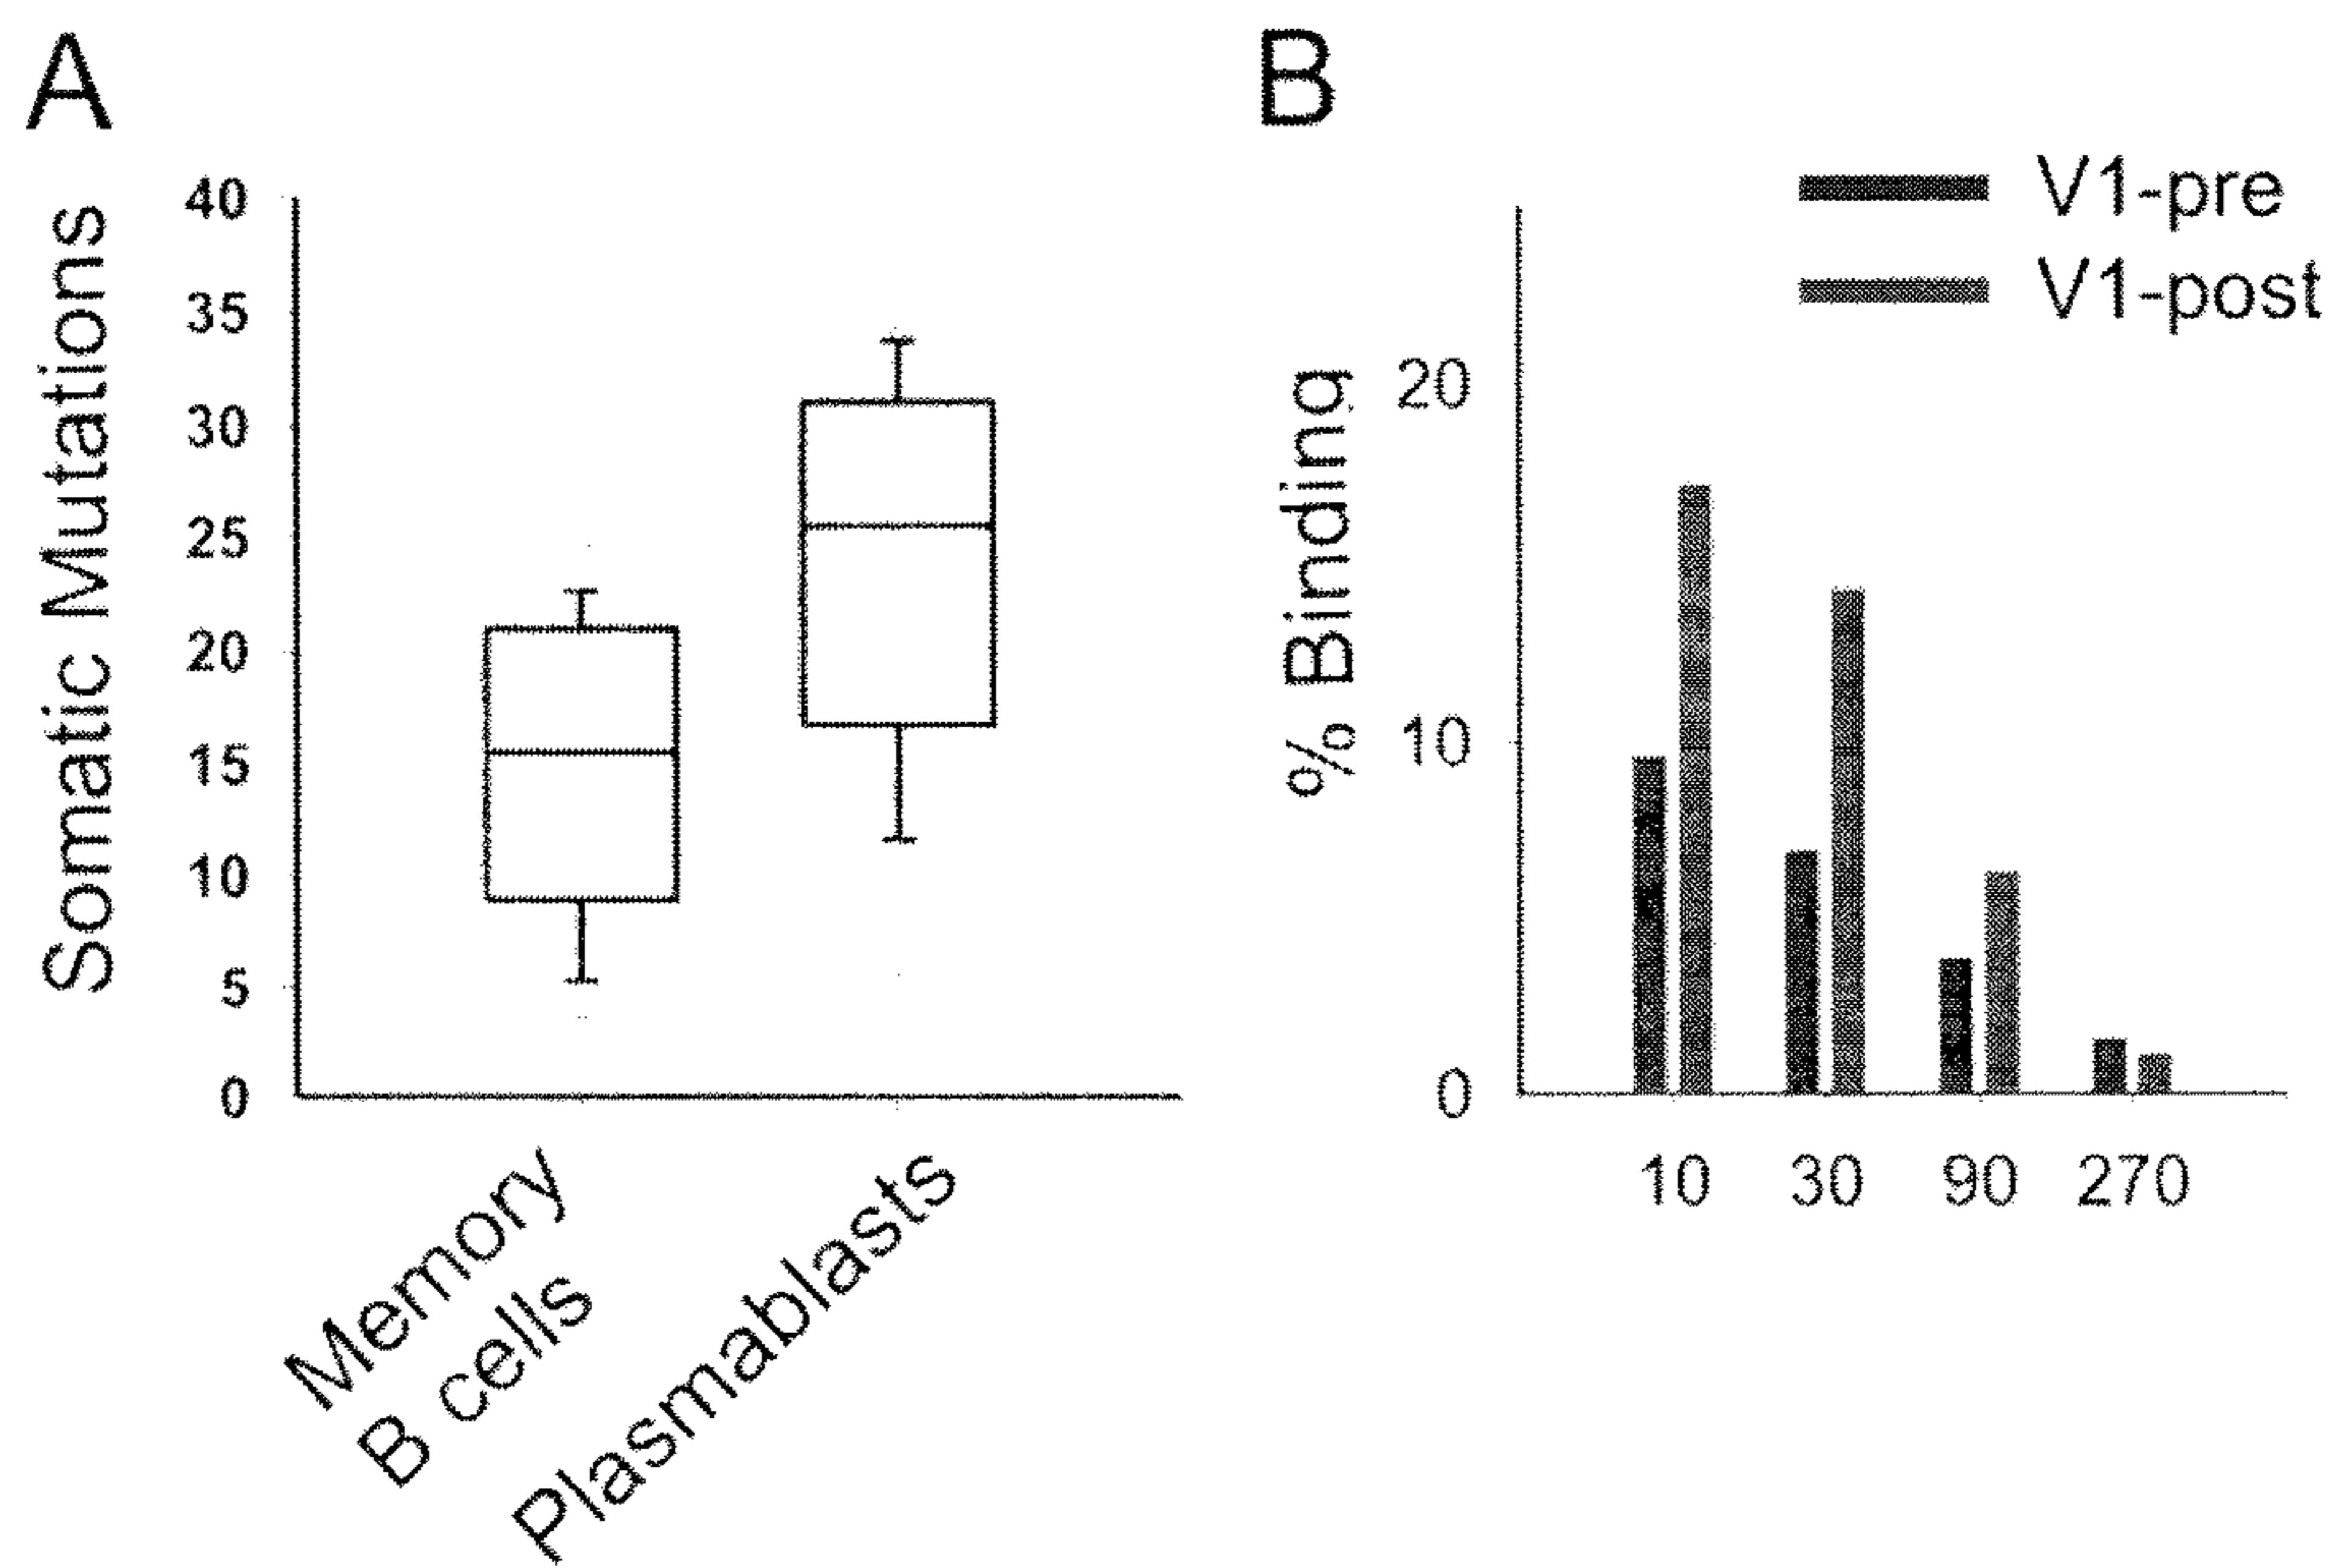 A
Somatic Mutations
40
35
30
25
20
15
10
5
0
Memory
B cells
Plasmablasts
B
V1-pre
V1-post
% Binding
20
10
0
10 30 90 270